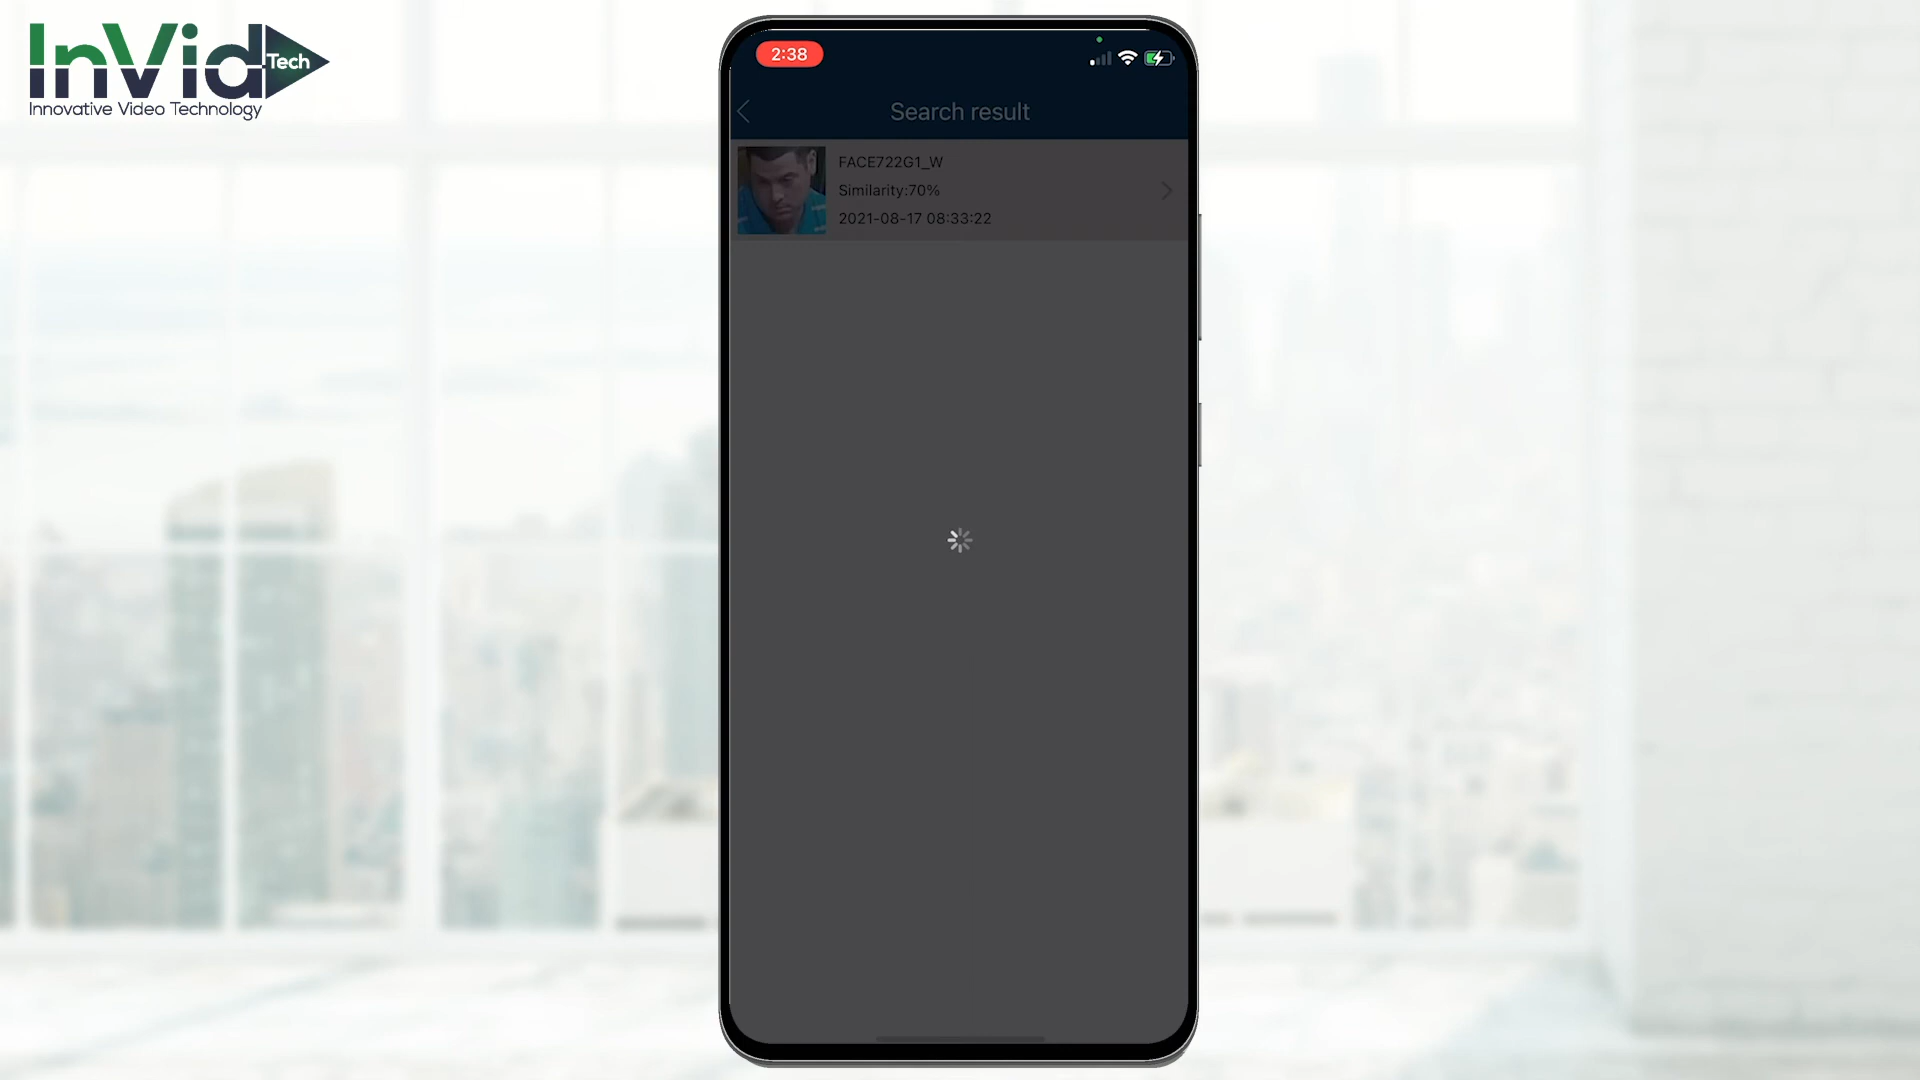 InVid Tech
Innovative Video Technology
2:38
Search result
FACE722G1_W
Similarity:70%
2021-08-17 08:33:22